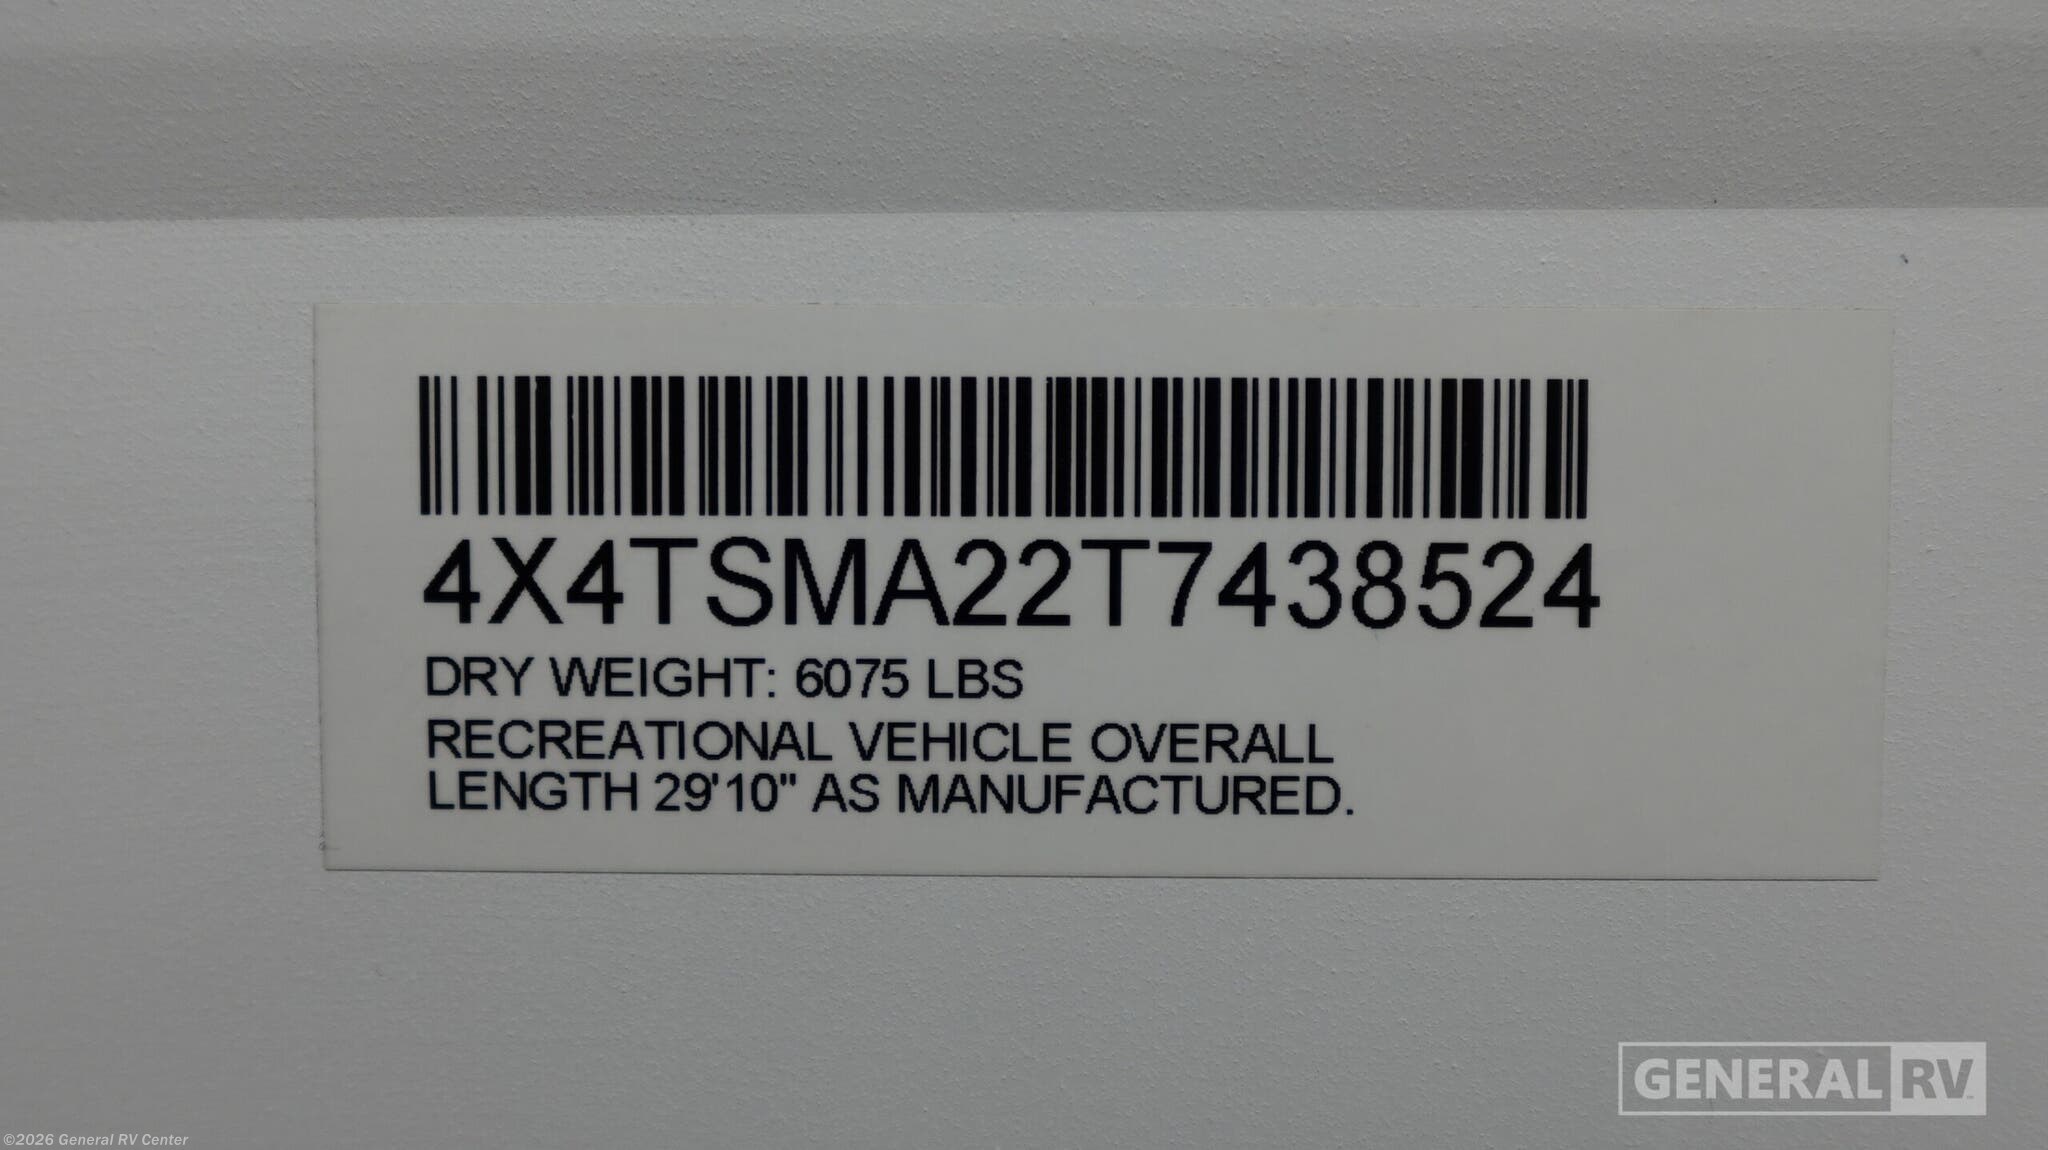 4X4TSMA22T7438524
DRY WEIGHT: 6075 LBS
RECREATIONAL VEHICLE OVERALL
LENGTH 29'10" AS MANUFACTURED.
GENERAL RV
©2026 General RV Center